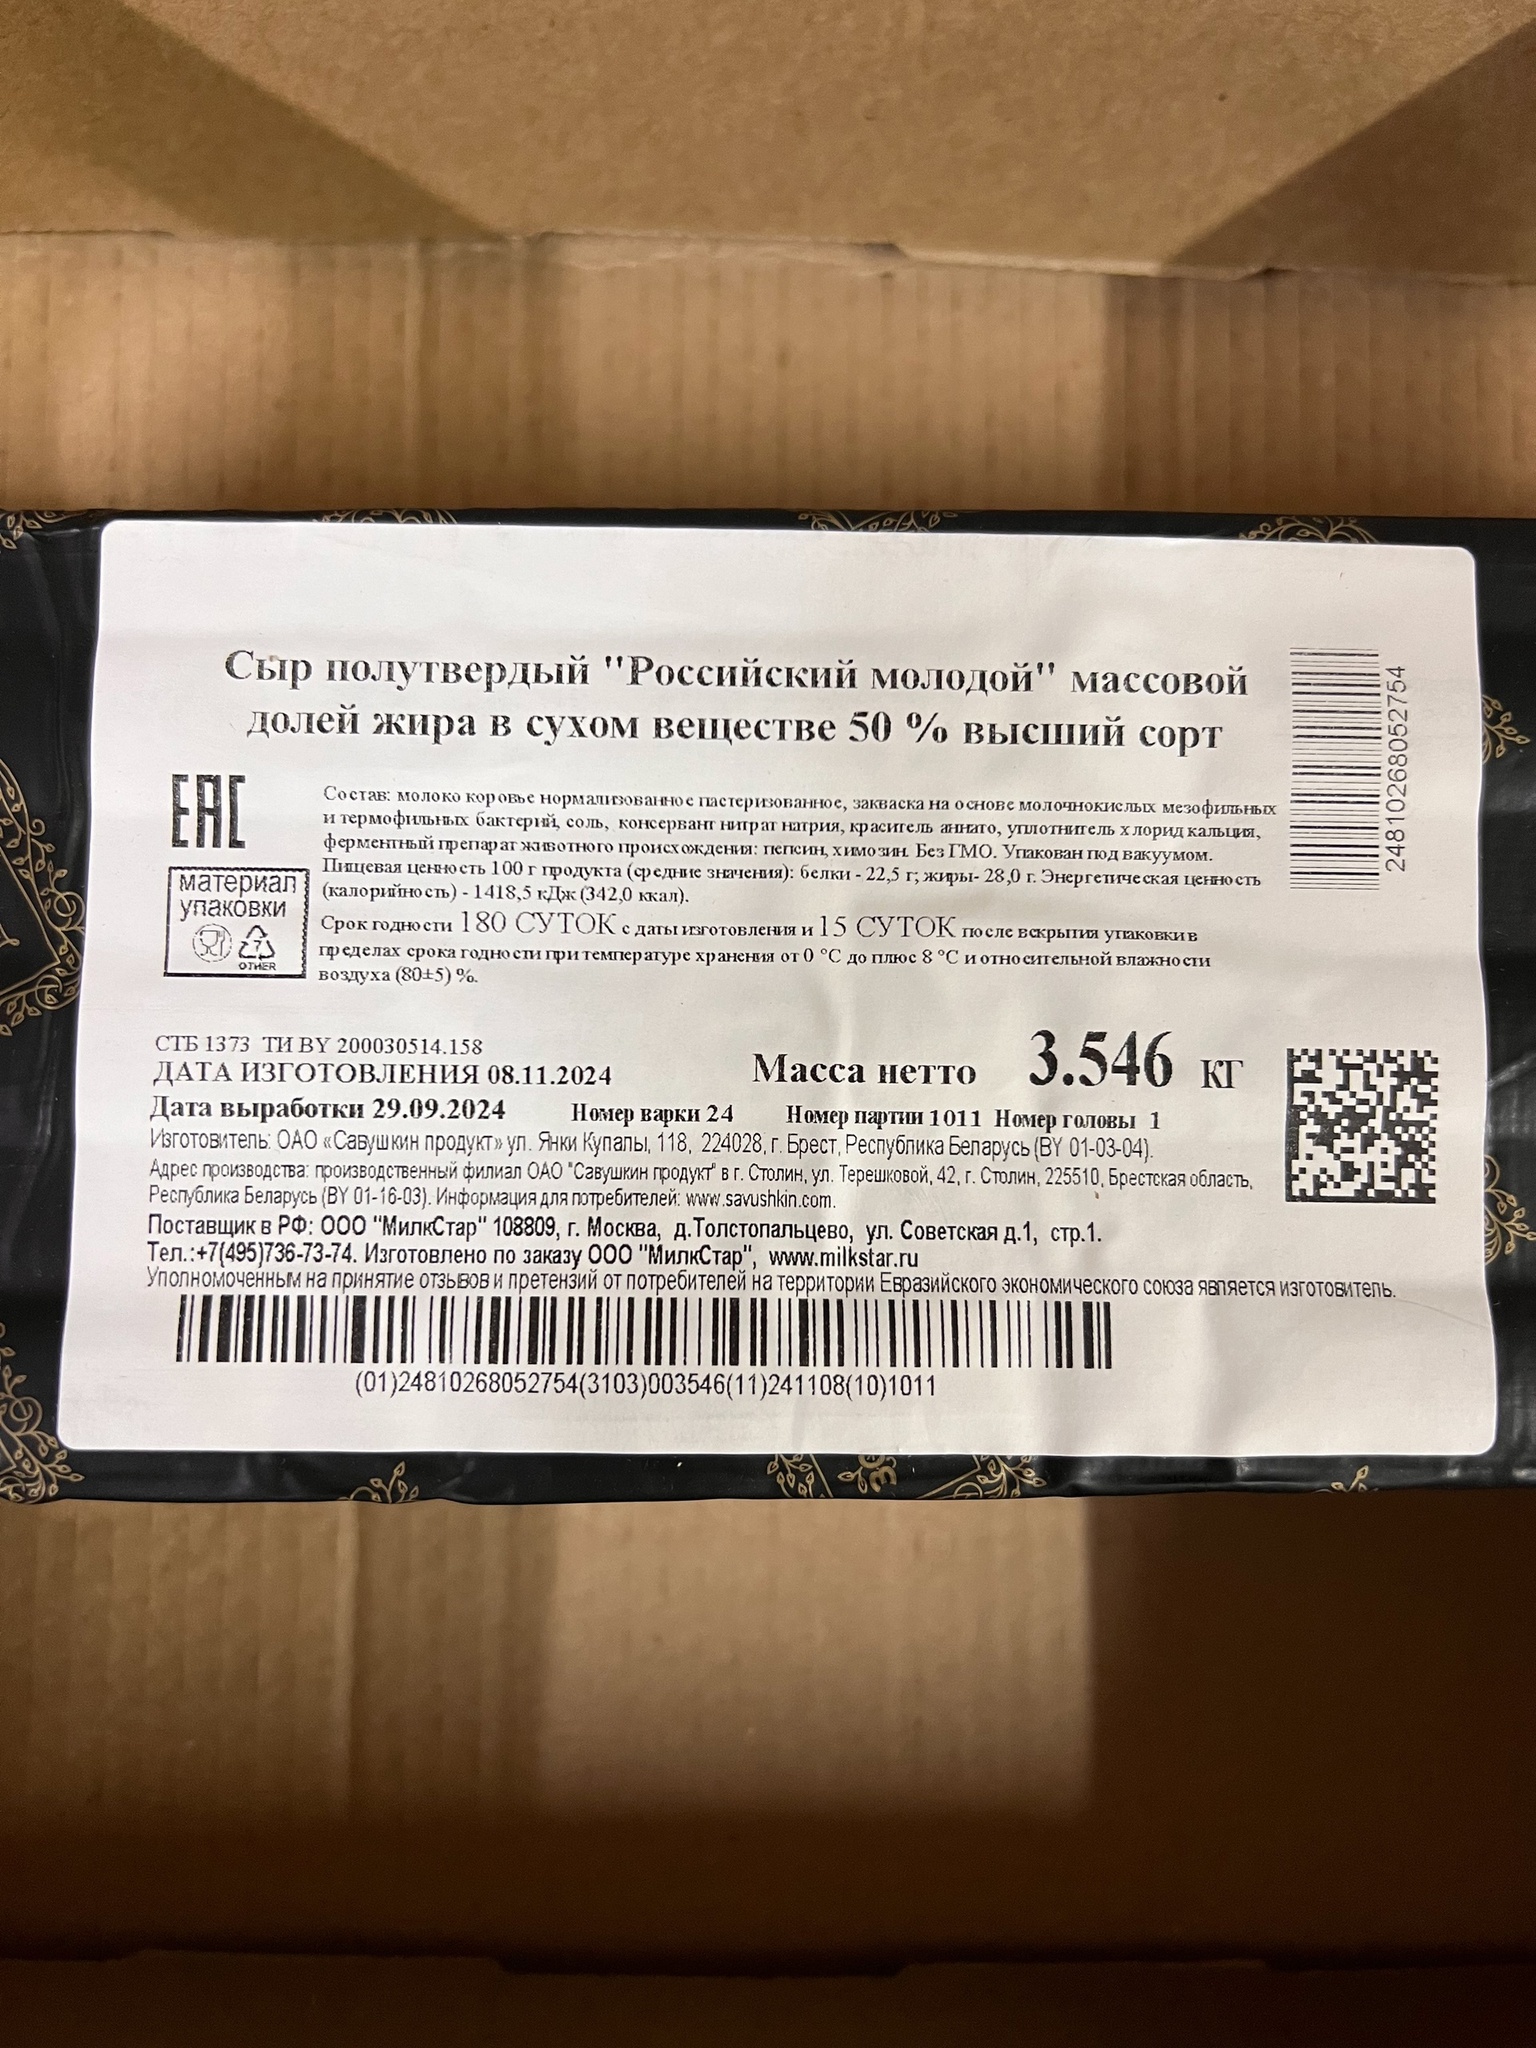 Сыр полутвердый "Российский молодой" массовой
долей жира в сухом веществе 50 % высший сорт
24810268052754
EAC
Состав: молоко коровье нормализованное пастеризованное, закваска на основе молочнокислых мезофильных
и термофильных бактерий, соль, консервант нитрат натрия, краситель аннато, уплотнитель хлорид кальция,
ферментный препарат животного происхождения: пепсин, химозин. Без ГМО. Упакован под вакуумом.
Пищевая ценность 100 г продукта (средние значения): белки - 22,5 г; жиры- 28,0 г. Энергетическая ценность
(калорийность) - 1418,5 кДж (342,0 ккал).
материал
упаковки
7
OTHER
Срок годности 180 СУТОК с даты изготовления и 15 СУТОК после вскрытия упаковки в
пределах срока годности при температуре хранения от 0 °С до плюс 8 °С и относительной влажности
воздуха (80±5) %.
СТБ 1373 ТИ BY 200030514.158
ДАТА ИЗГОТОВЛЕНИЯ 08.11.2024
Масса нетто 3.546 КГ
Дата выработки 29.09.2024 Номер варки 24 Номер партии 1011 Номер головы 1
Изготовитель: ОАО «Савушкин продукт» ул. Янки Купалы, 118, 224028, г. Брест, Республика Беларусь (BY 01-03-04).
Адрес производства: производственный филиал ОАО "Савушкин продукт" в г. Столин, ул. Терешковой, 42, г. Столин, 225510, Брестская область,
Республика Беларусь (BY 01-16-03). Информация для потребителей: www.savushkin.com.
Поставщик в РФ: ООО "МилкСтар" 108809, г. Москва, д.Толстопальцево, ул. Советская д.1, стр.1.
Тел.:+7(495)736-73-74. Изготовлено по заказу ООО "МилкСтар", www.milkstar.ru
Уполномоченным на принятие отзывов и претензий от потребителей на территории Евразийского экономического союза является изготовитель.
(01)24810268052754(3103)003546(11)241108(10)1011